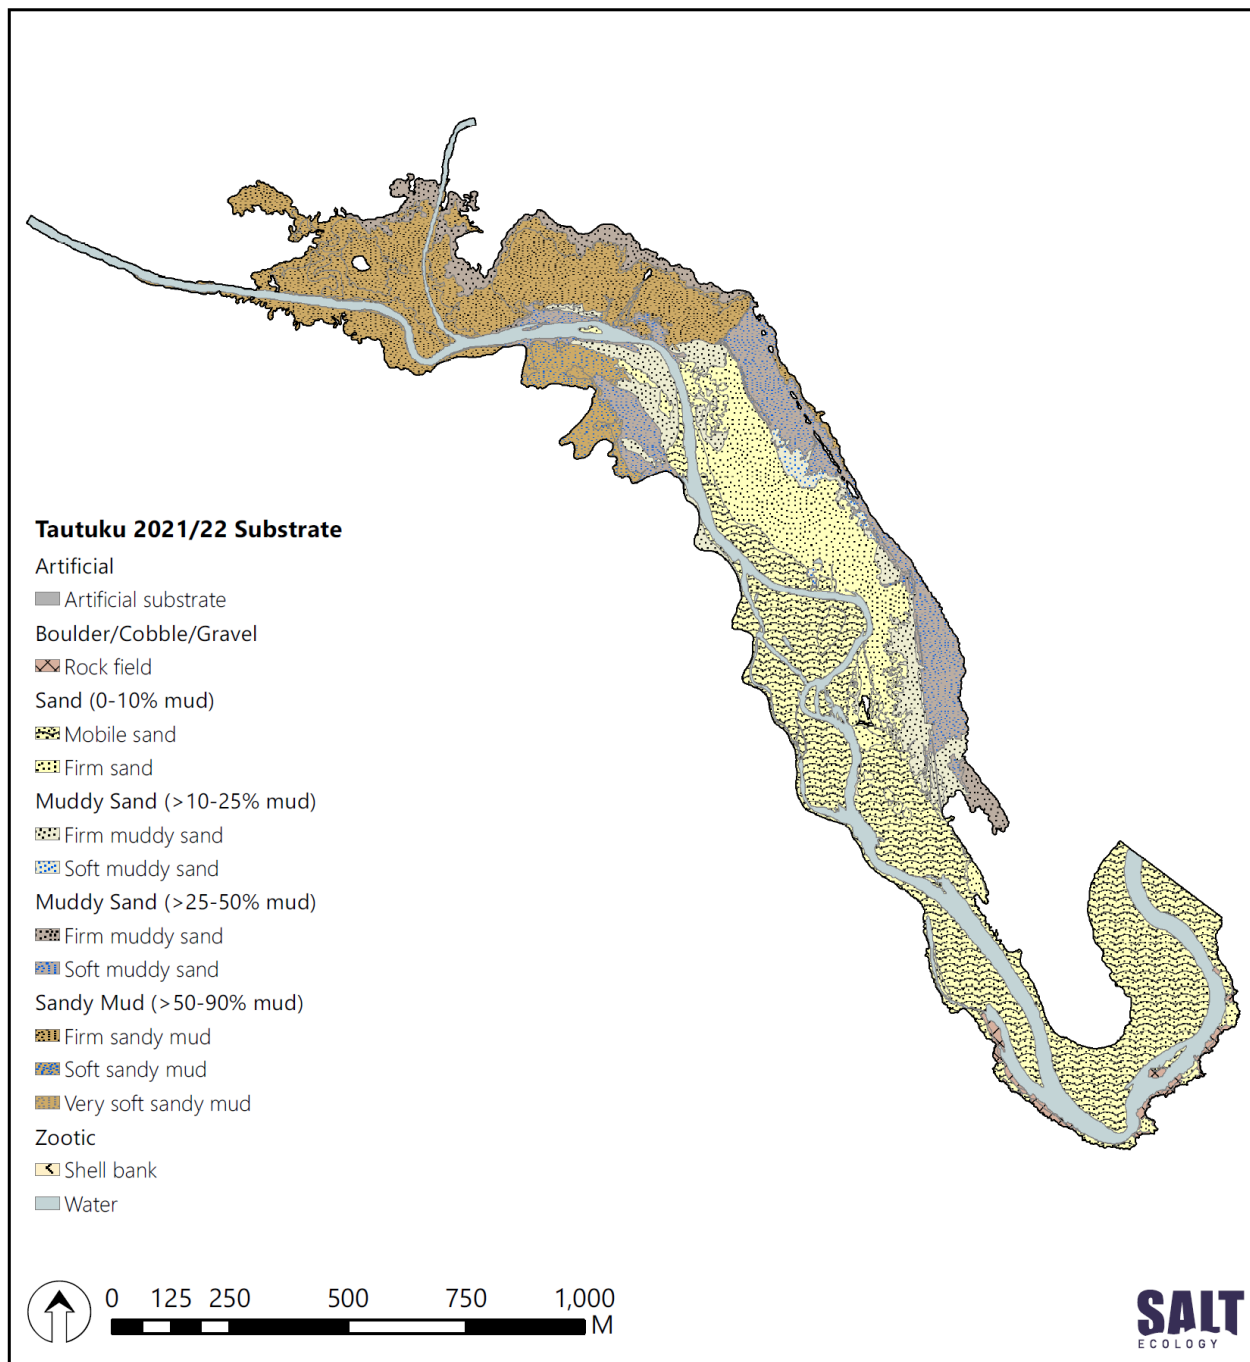 Tautuku 2021/22 Substrate
Artificial
Artificial substrate
Boulder/Cobble/Gravel
Rock field
Sand (0-10% mud)
Mobile sand
Firm sand
Muddy Sand (>10-25% mud)
Firm muddy sand
Soft muddy sand
Muddy Sand (>25-50% mud)
Firm muddy sand
Soft muddy sand
Sandy Mud (>50-90% mud)
Firm sandy mud
Soft sandy mud
Very soft sandy mud
Zootic
Shell bank
Water
0 125 250 500 750 1,000
M
SALT
ECOLOGY